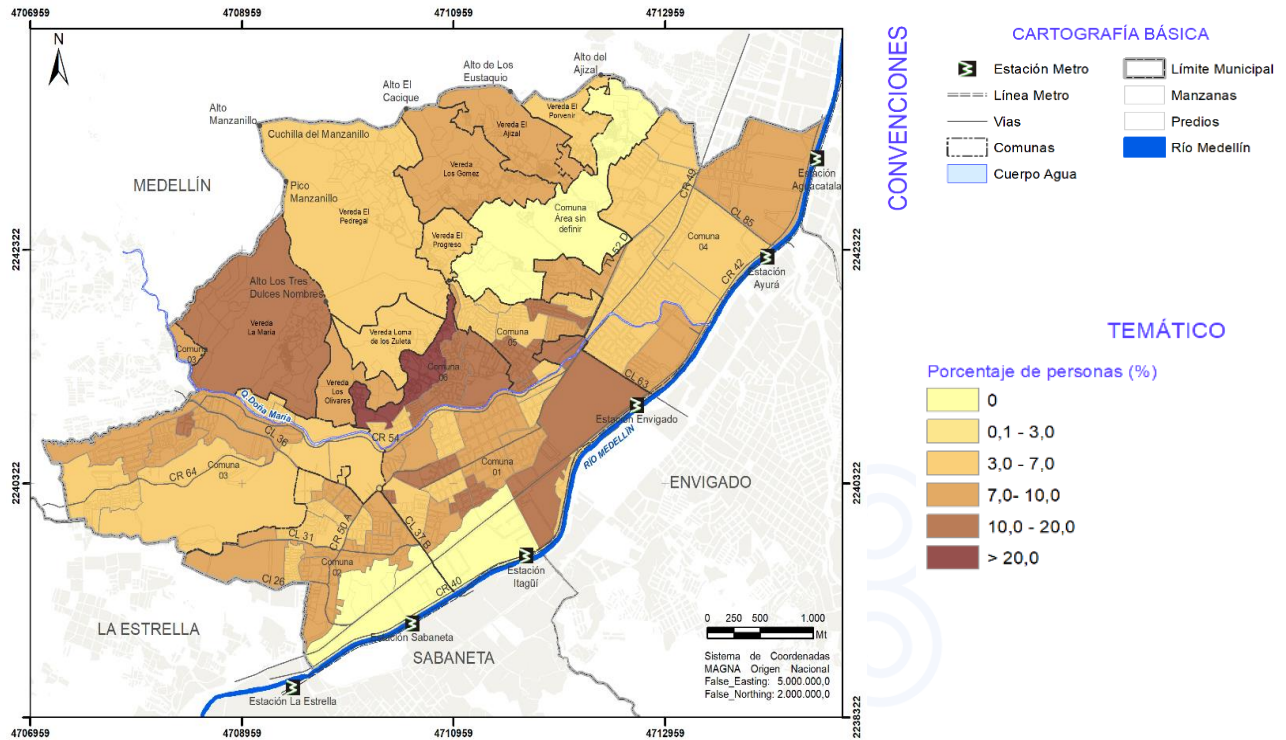 4706959
4708959
4710959
4712959
N
Alto del
Ajizal
Alto de Los
Eustaquio
Alto El
Cacique
Alto
Manzanillo
Cuchilla del Manzanillo
Vereda El
Porvenir
Vereda El
Ajizal
Vereda
Los Gomez
MEDELLÍN
Pico
Manzanillo
Vereda El
Pedregal
Vereda El
Progreso
Comuna
Área sin
definir
CR 49
Estación
Aguacatala
CL 85
Comuna
04
TV 52 D
CR 42
Estación
Ayurá
2242322
2242322
Alto Los Tres
Dulces Nombres
Vereda
La María
Vereda Loma
de los Zuleta
Comuna
05
Comuna
03
Comuna
06
Vereda
Los
Olivares
CL 63
Estación Envigado
Q.Doña María
CR 54
CL 36
RÍO MEDELLÍN
Comuna
03
CR 64
Comuna
01
ENVIGADO
2240322
2240322
CL 31
CR 50 A
CL 37 B
Comuna
02
Cl 26
CR 40
Estación
Itagüí
LA ESTRELLA
Estación Sabaneta
SABANETA
Estación La Estrella
0 250 500 1.000
Mt
Sistema de Coordenadas
MAGNA Origen Nacional
False_Easting: 5.000.000,0
False_Northing: 2.000.000,0
2238322
2238322
4706959
4708959
4710959
4712959
CONVENCIONES
CARTOGRAFÍA BÁSICA
Estación Metro
Línea Metro
Vias
Comunas
Cuerpo Agua
Límite Municipal
Manzanas
Predios
Río Medellín
TEMÁTICO
Porcentaje de personas (%)
0
0,1 - 3,0
3,0 - 7,0
7,0- 10,0
10,0 - 20,0
> 20,0